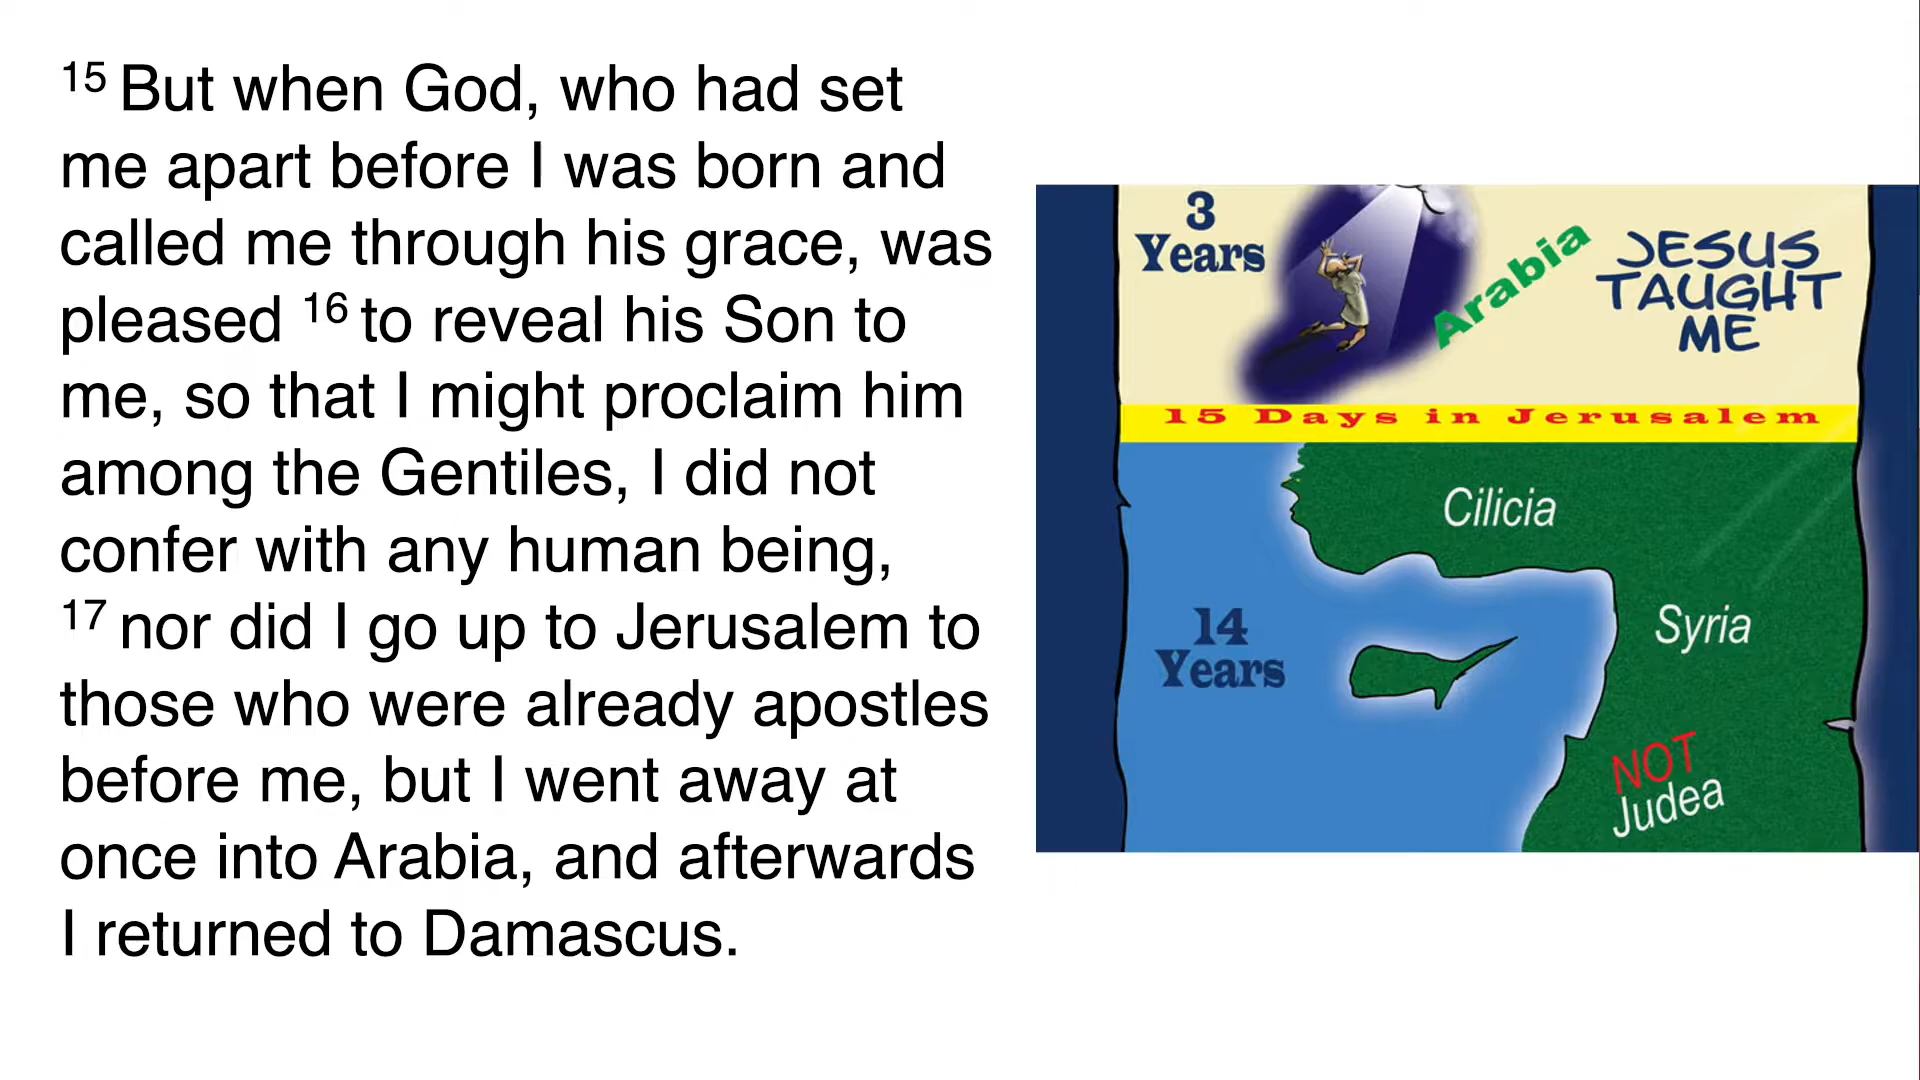 15 But when God, who had set
me apart before I was born and
called me through his grace, was
pleased 16 to reveal his Son to
me, so that I might proclaim him
among the Gentiles, I did not
confer with any human being,
17 nor did I go up to Jerusalem to
those who were already apostles
before me, but I went away at
once into Arabia, and afterwards
I returned to Damascus.
3
Years
Arabia
JESUS
TAUGHT
ME
15 Days in Jerusalem
Cilicia
14
Years
Syria
NOT
Judea